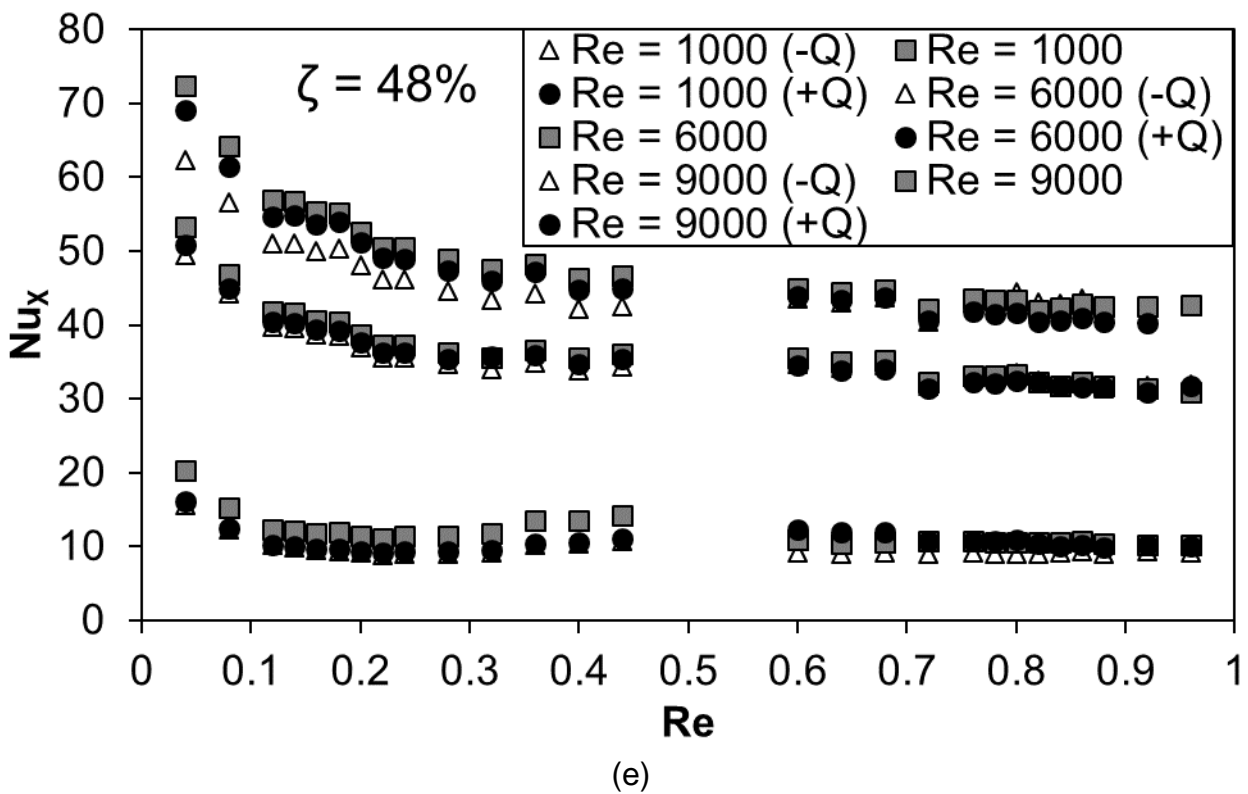 80
70
60
50
40
30
20
10
0
Nux
ζ = 48%
Re = 1000 (-Q) Re = 1000
Re = 1000 (+Q) Re = 6000 (-Q)
Re = 6000 Re = 6000 (+Q)
Re = 9000 (-Q) Re = 9000
Re = 9000 (+Q)
0 0.1 0.2 0.3 0.4 0.5 0.6 0.7 0.8 0.9 1
Re
(e)